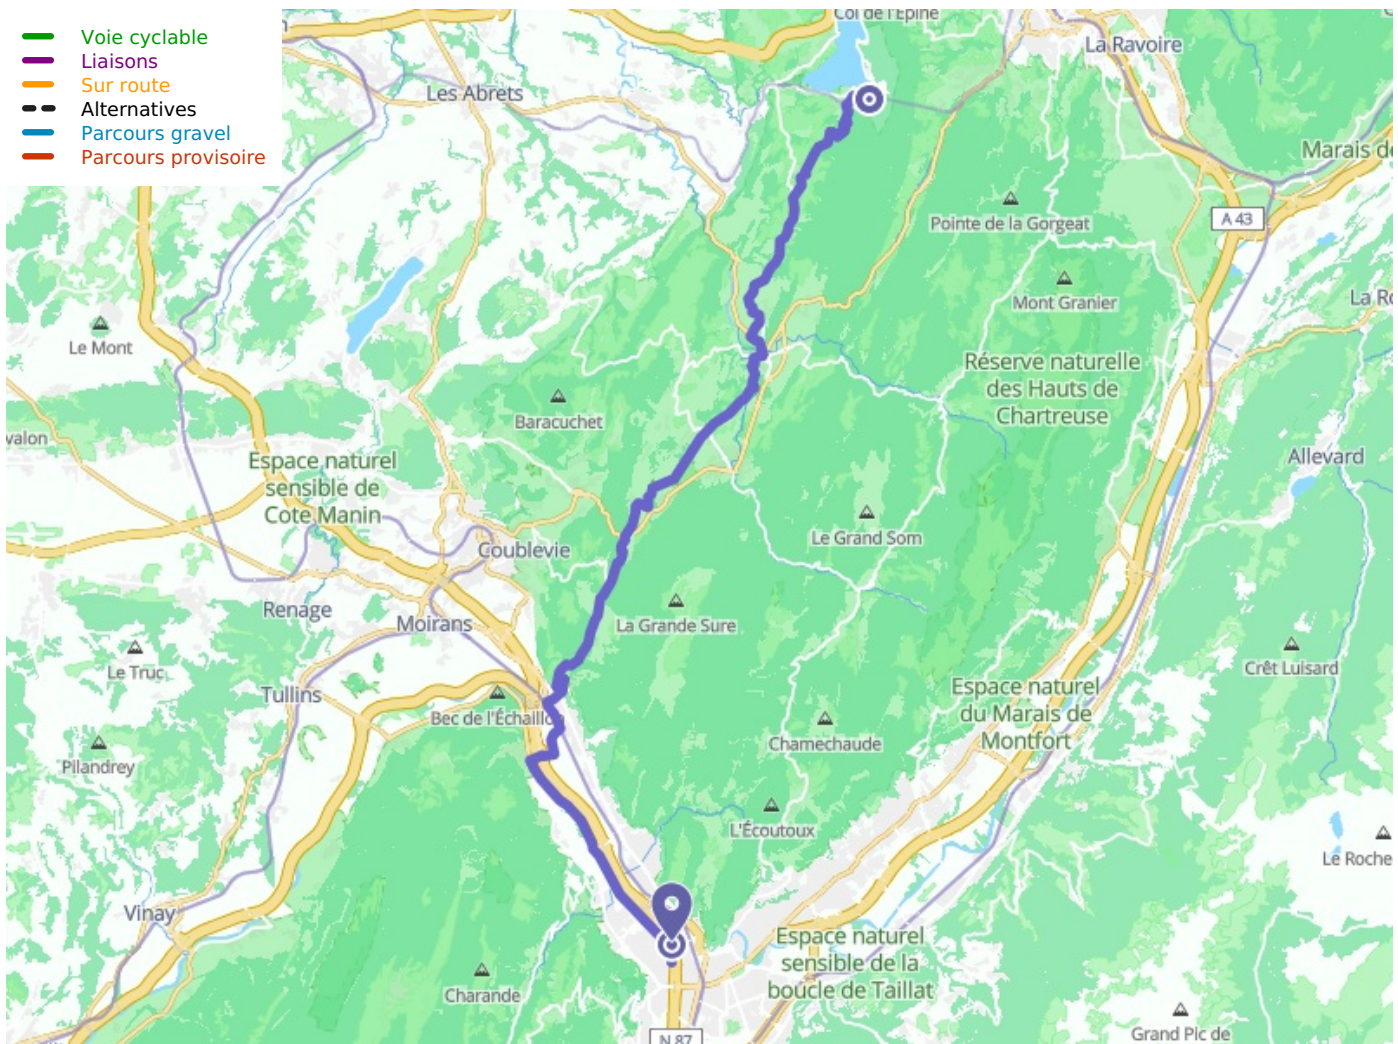 Voie cyclable
Liaisons
Sur route
Alternatives
Parcours gravel
Parcours provisoire
Col de l'Épine
La Ravoire
Les Abrets
Marais de
Pointe de la Gorgeat
A 43
Mont Granier
La Ro
Le Mont
Réserve naturelle
des Hauts de
Chartreuse
Baracuchet
valon
Allevard
Espace naturel
sensible de
Cote Manin
Le Grand Som
Coublevie
Renage
Moirans
La Grande Sure
Le Truc
Crêt Luisard
Tullins
Espace naturel
du Marais de
Montfort
Bec de l'Échaillo
Chamechaude
Pilandrey
L'Écoutoux
Le Roche
Vinay
Espace naturel
sensible de la
boucle de Taillat
Charande
N 87
Grand Pic de